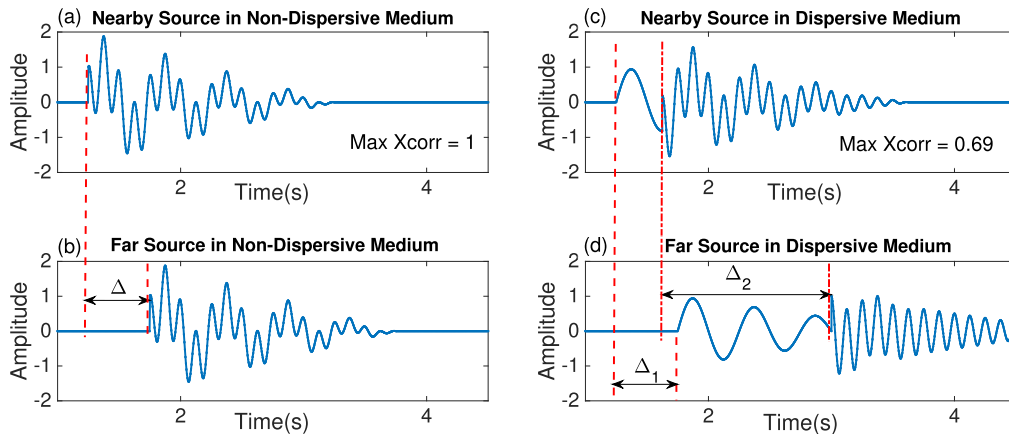 (a)
Nearby Source in Non-Dispersive Medium
2
1
0
-1
-2
Amplitude
Max Xcorr = 1
2
4
Time(s)
(b)
Far Source in Non-Dispersive Medium
2
1
0
-1
-2
Amplitude
Δ
2
4
Time(s)
(c)
Nearby Source in Dispersive Medium
2
1
0
-1
-2
Amplitude
Max Xcorr = 0.69
2
4
Time(s)
(d)
Far Source in Dispersive Medium
2
1
0
-1
-2
Amplitude
Δ2
Δ1
2
4
Time(s)